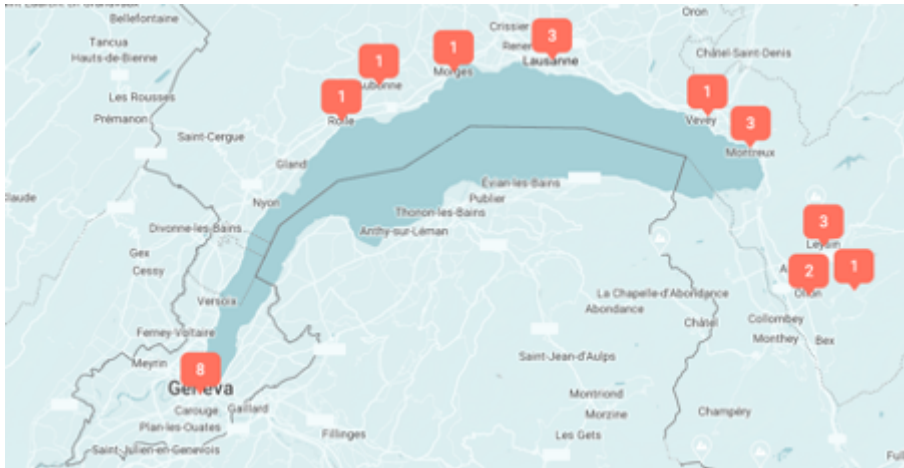 Bellefontaine
Oron
Crissier
3
Tancua
Renen
1
Hauts-de-Bienne
1
Lausanne
Châtel-Saint-Denis
Morges
ubonne
Les Rousses
1
1
Prémanon
Rolle
Vevey
3
Saint-Cergue
Montreux
Gland
Évian-les-Bains
Claude
Publier
Nyon
Thonon-les-Bains
3
Divonne-les-Bains
Anthy-sur-Léman
Leysin
Gex
Cessy
2
1
La Chapelle-d'Abondance
Ollon
Versoix
Abondance
Collombey
Châtel
Ferney-Voltaire
Monthey
Bex
Meyrin
Saint-Jean-d'Aulps
8
Geneva
Montriond
Carouge
Gaillard
Morzine
Champéry
Plan-les-Ouates
Fillinges
Les Gets
Saint-Julien-en-Genevois
Ful